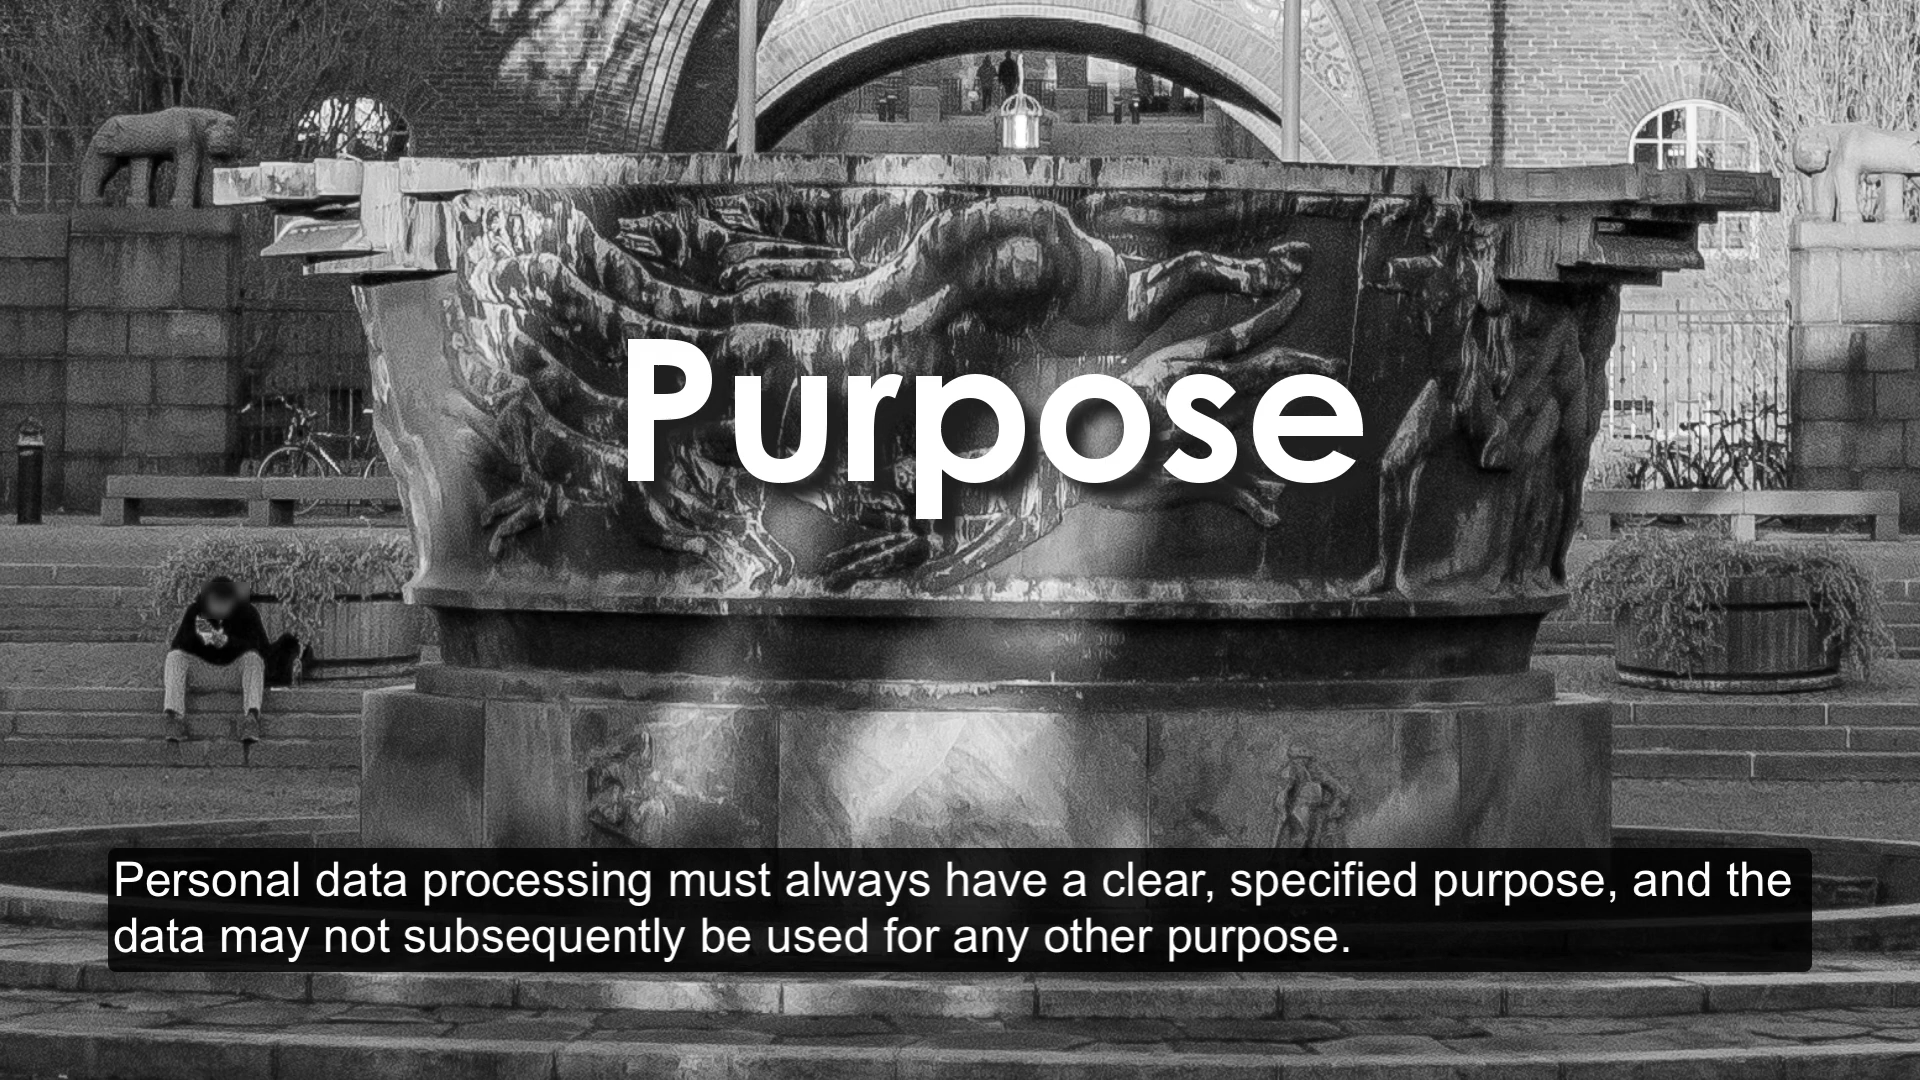 Purpose
Personal data processing must always have a clear, specified purpose, and the
data may not subsequently be used for any other purpose.